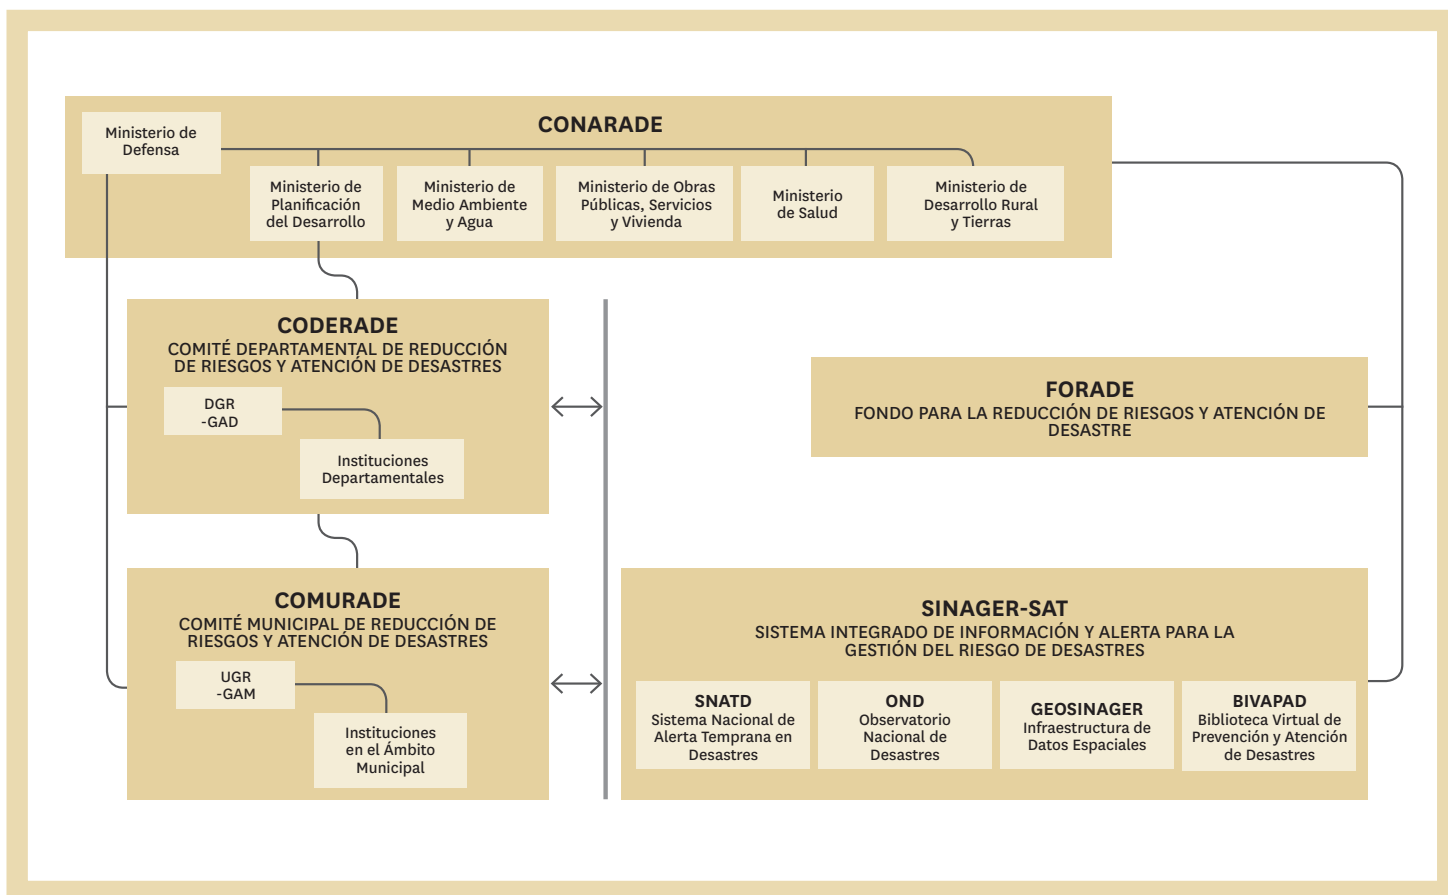 CONARADE
Ministerio de
Defensa
Ministerio de
Planificación
del Desarrollo
Ministerio de
Medio Ambiente
y Agua
Ministerio de Obras
Públicas, Servicios
y Vivienda
Ministerio
de Salud
Ministerio de
Desarrollo Rural
y Tierras
CODERADE
COMITÉ DEPARTAMENTAL DE REDUCCIÓN
DE RIESGOS Y ATENCIÓN DE DESASTRES
DGR
-GAD
Instituciones
Departamentales
FORADE
FONDO PARA LA REDUCCIÓN DE RIESGOS Y ATENCIÓN DE
DESASTRE
COMURADE
COMITÉ MUNICIPAL DE REDUCCIÓN DE
RIESGOS Y ATENCIÓN DE DESASTRES
UGR
-GAM
Instituciones
en el Ámbito
Municipal
SINAGER-SAT
SISTEMA INTEGRADO DE INFORMACIÓN Y ALERTA PARA LA
GESTIÓN DEL RIESGO DE DESASTRES
SNATD
Sistema Nacional de
Alerta Temprana en
Desastres
OND
Observatorio
Nacional de
Desastres
GEOSINAGER
Infraestructura de
Datos Espaciales
BIVAPAD
Biblioteca Virtual de
Prevención y Atención
de Desastres